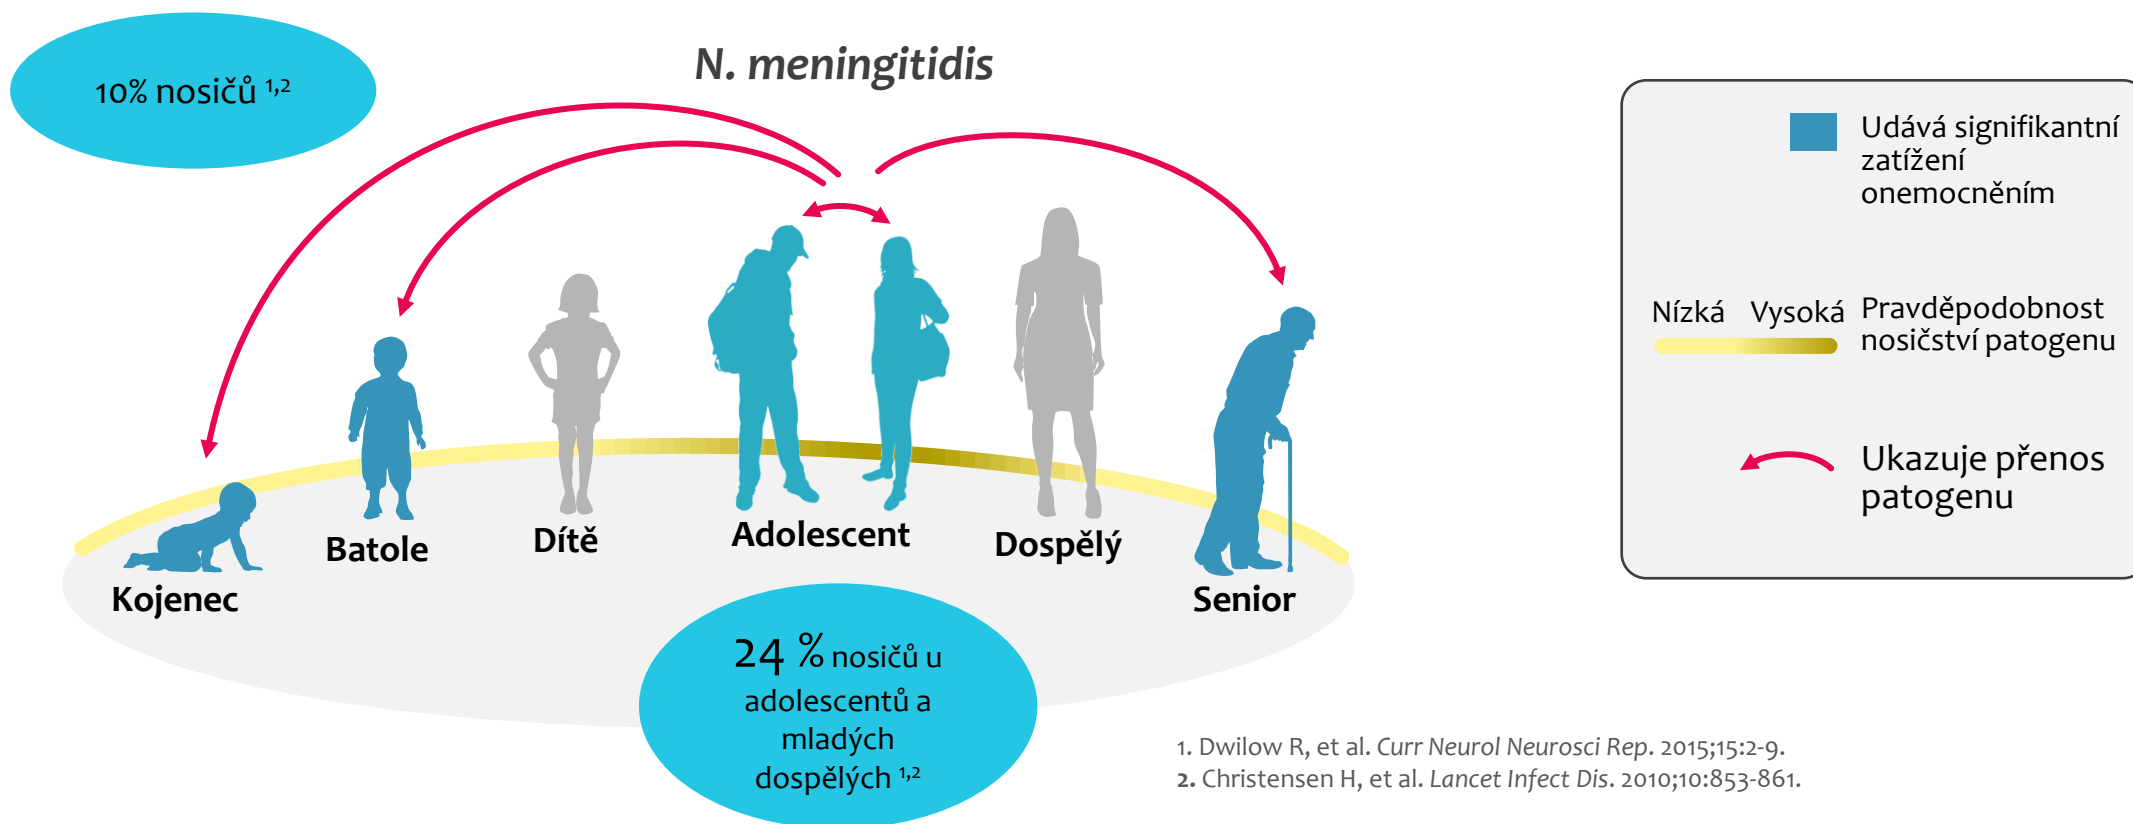 N. meningitidis
10% nosičů 1,2
Kojenec
Batole
Dítě
Adolescent
Dospělý
Senior
24 % nosičů u
adolescentů a
mladých
dospělých 1,2
Udává signifikantní
zatížení
onemocněním
Nízká Vysoká
Pravděpodobnost
nosičství patogenu
Ukazuje přenos
patogenu
1. Dwilow R, et al. Curr Neurol Neurosci Rep. 2015;15:2-9.
2. Christensen H, et al. Lancet Infect Dis. 2010;10:853-861.